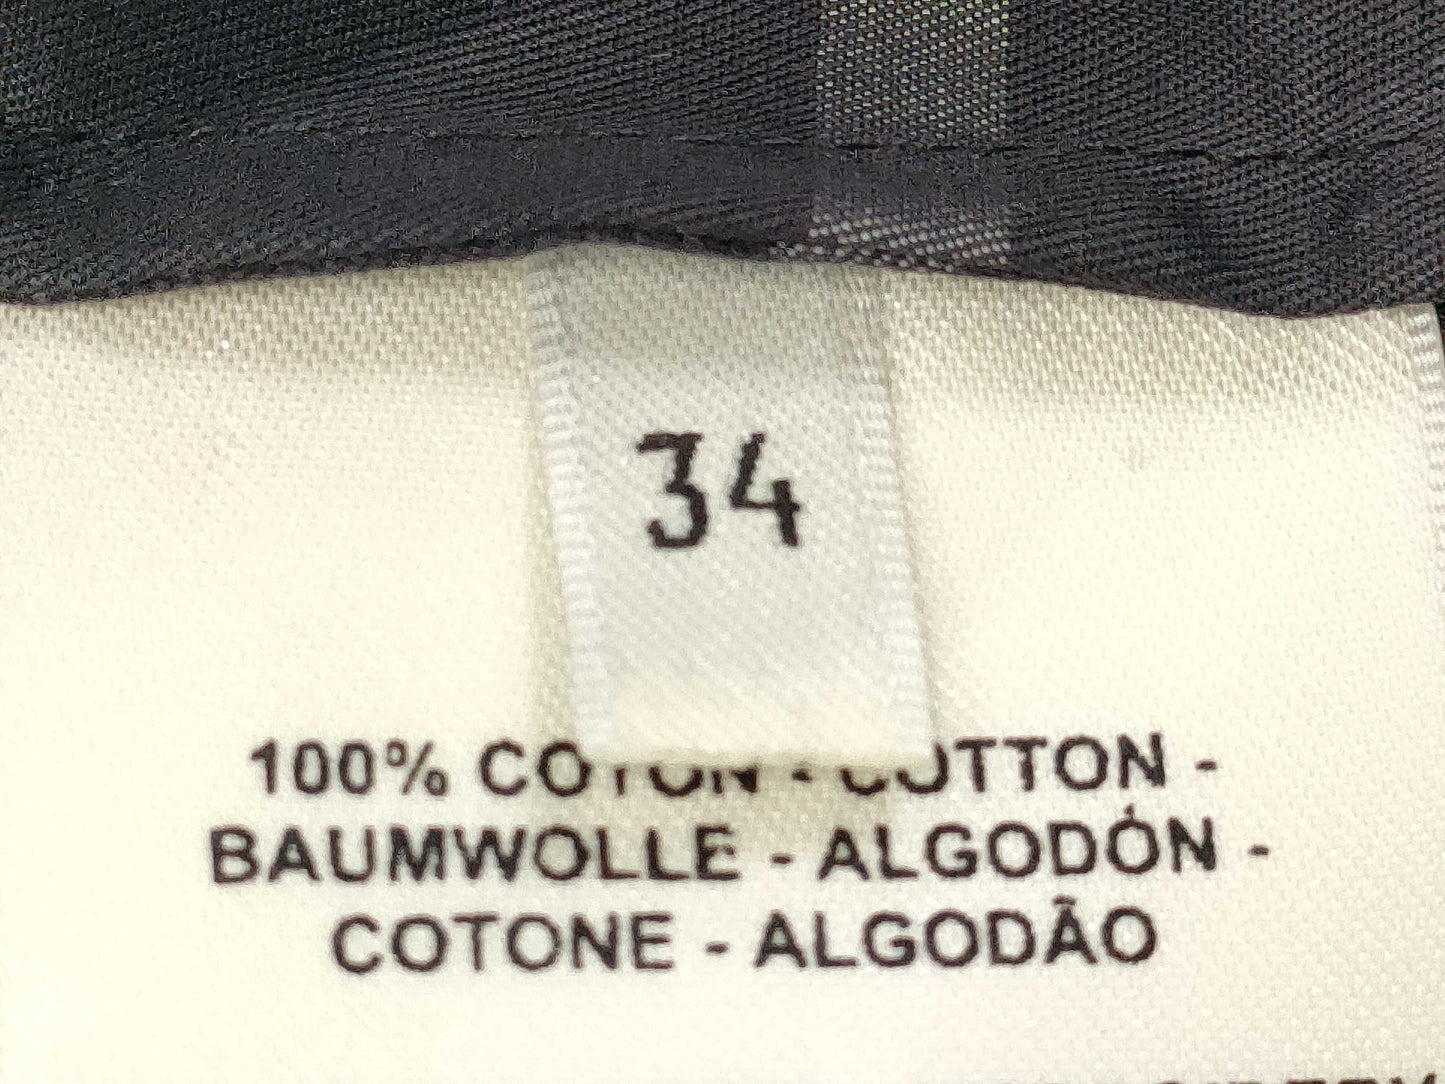 34
100% COTON - COTTON -
BAUMWOLLE - ALGODÓN -
COTONE - ALGODÃO